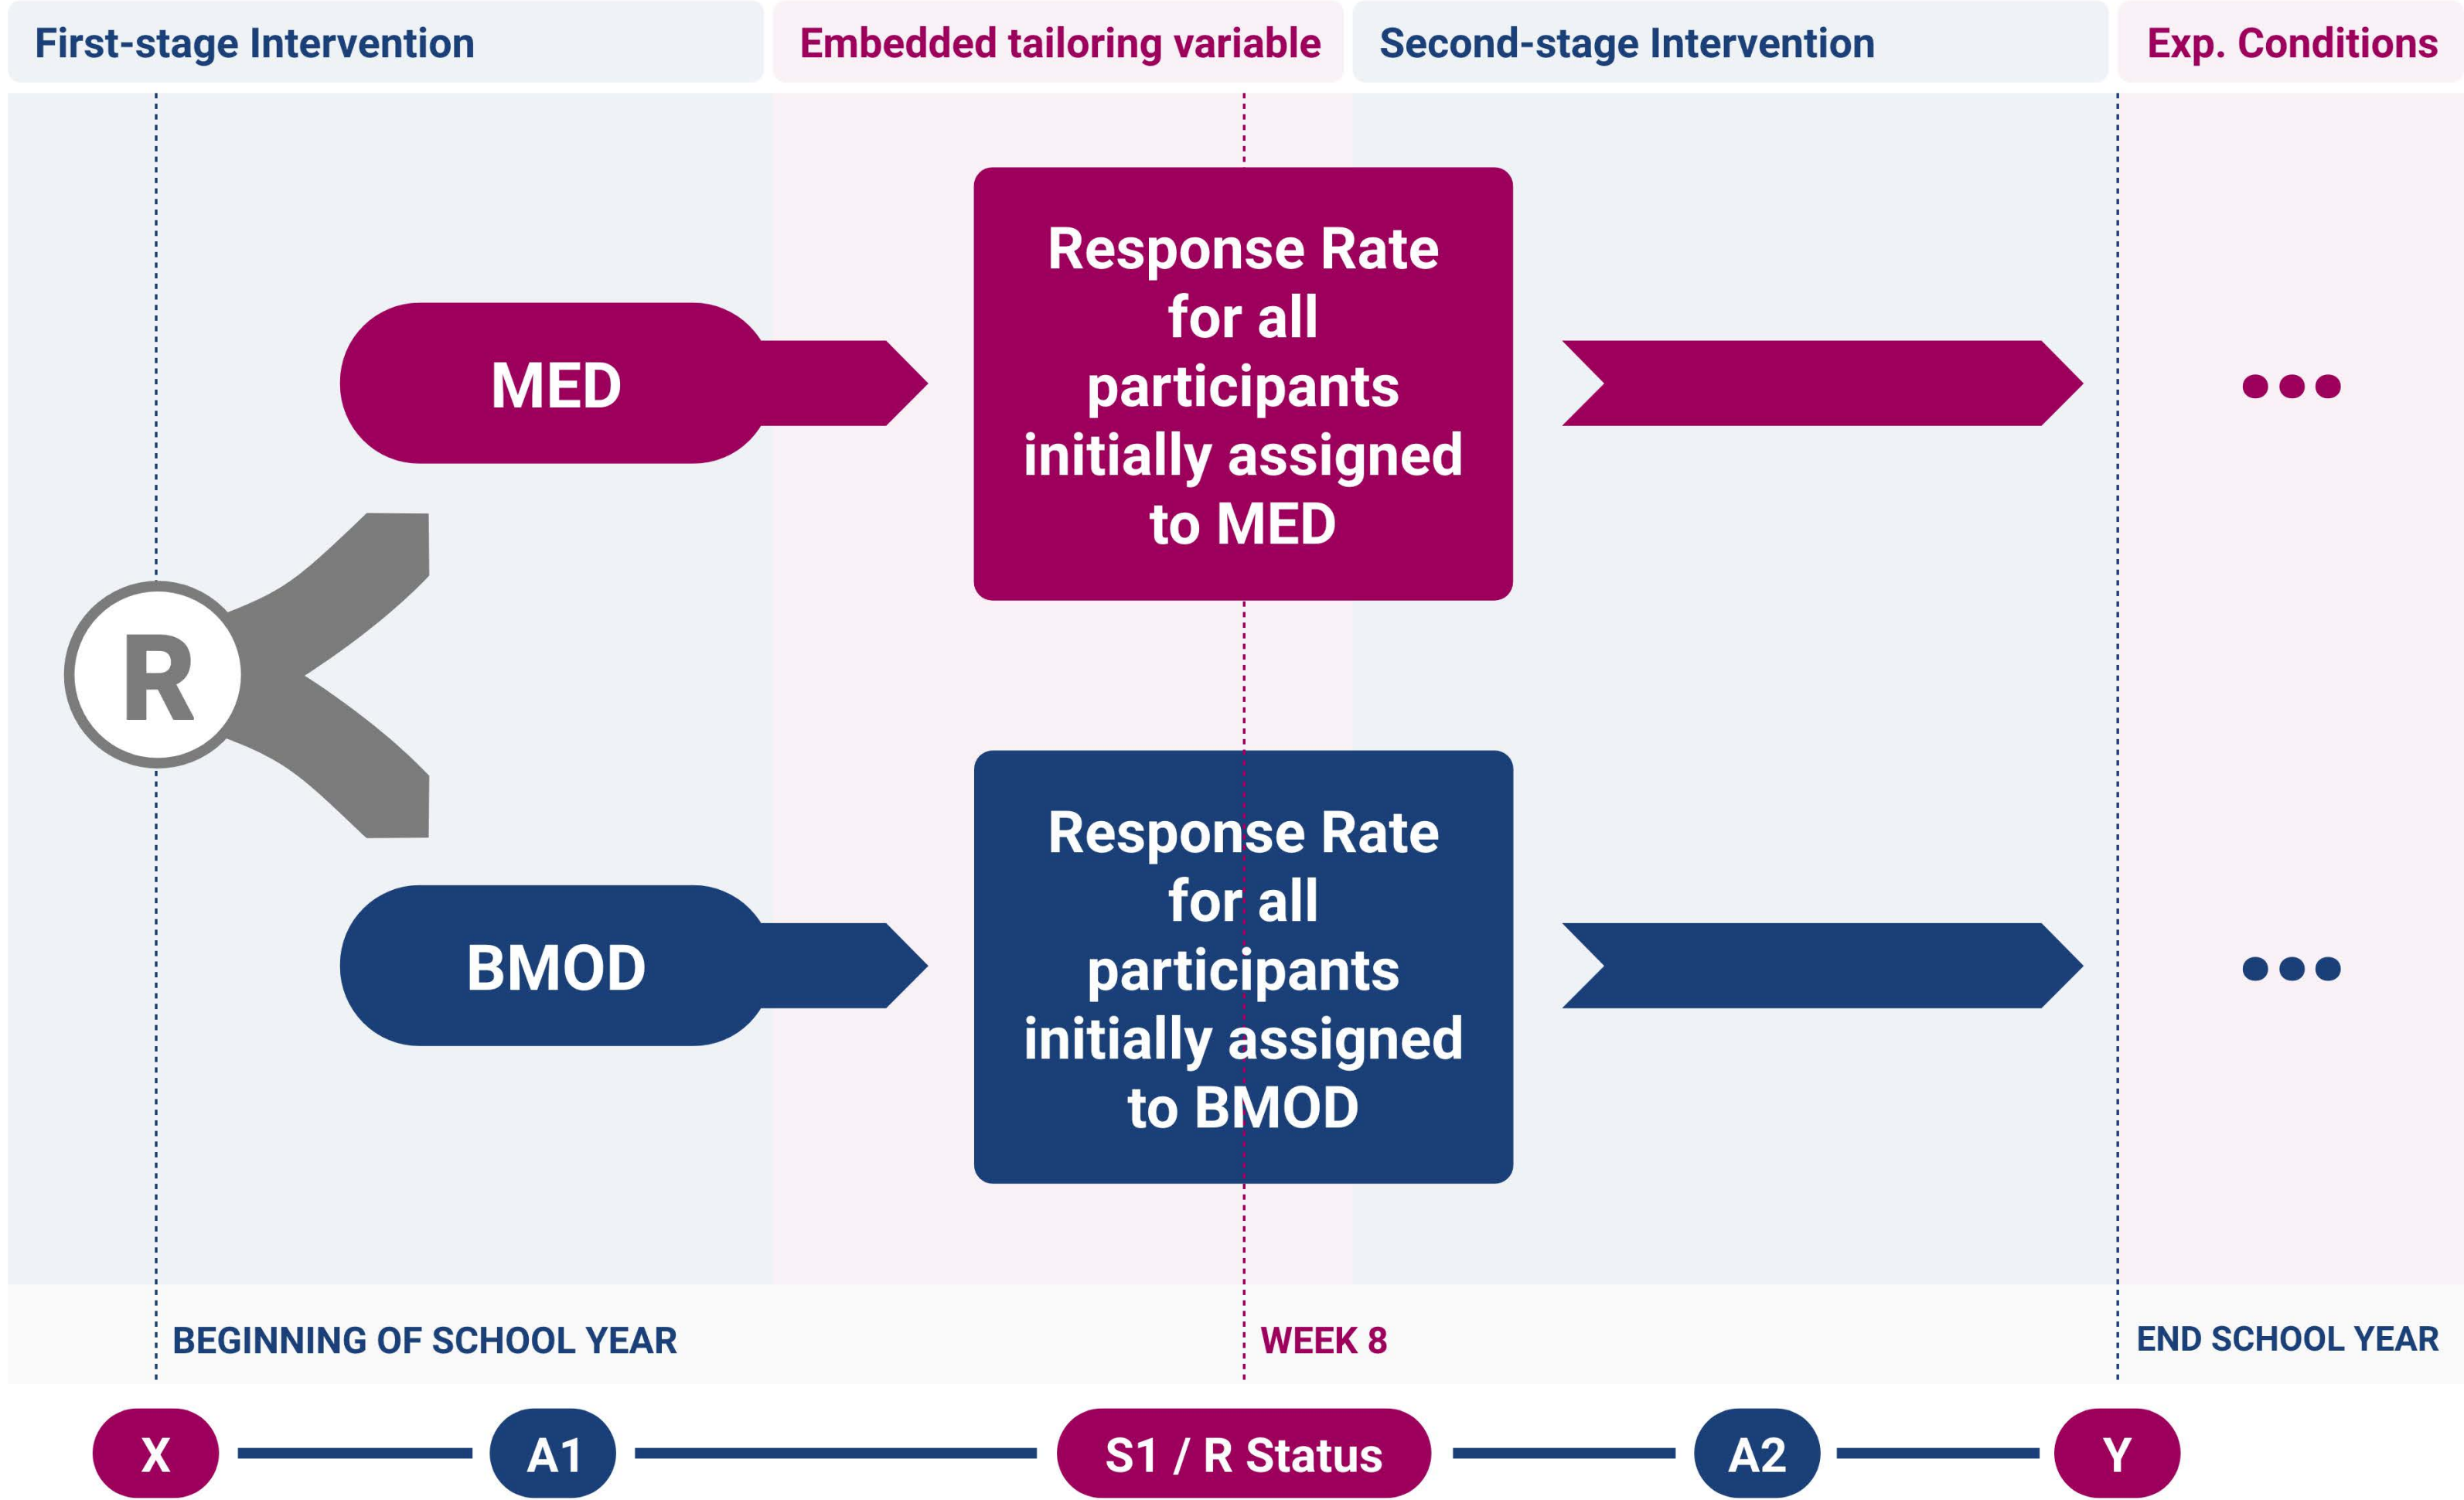 First-stage Intervention
Embedded tailoring variable
Second-stage Intervention
Exp. Conditions
MED
Response Rate
for all
participants
initially assigned
to MED
R
BMOD
Response Rate
for all
participants
initially assigned
to BMOD
BEGINNING OF SCHOOL YEAR
WEEK 8
END SCHOOL YEAR
X
A1
S1 / R Status
A2
Y